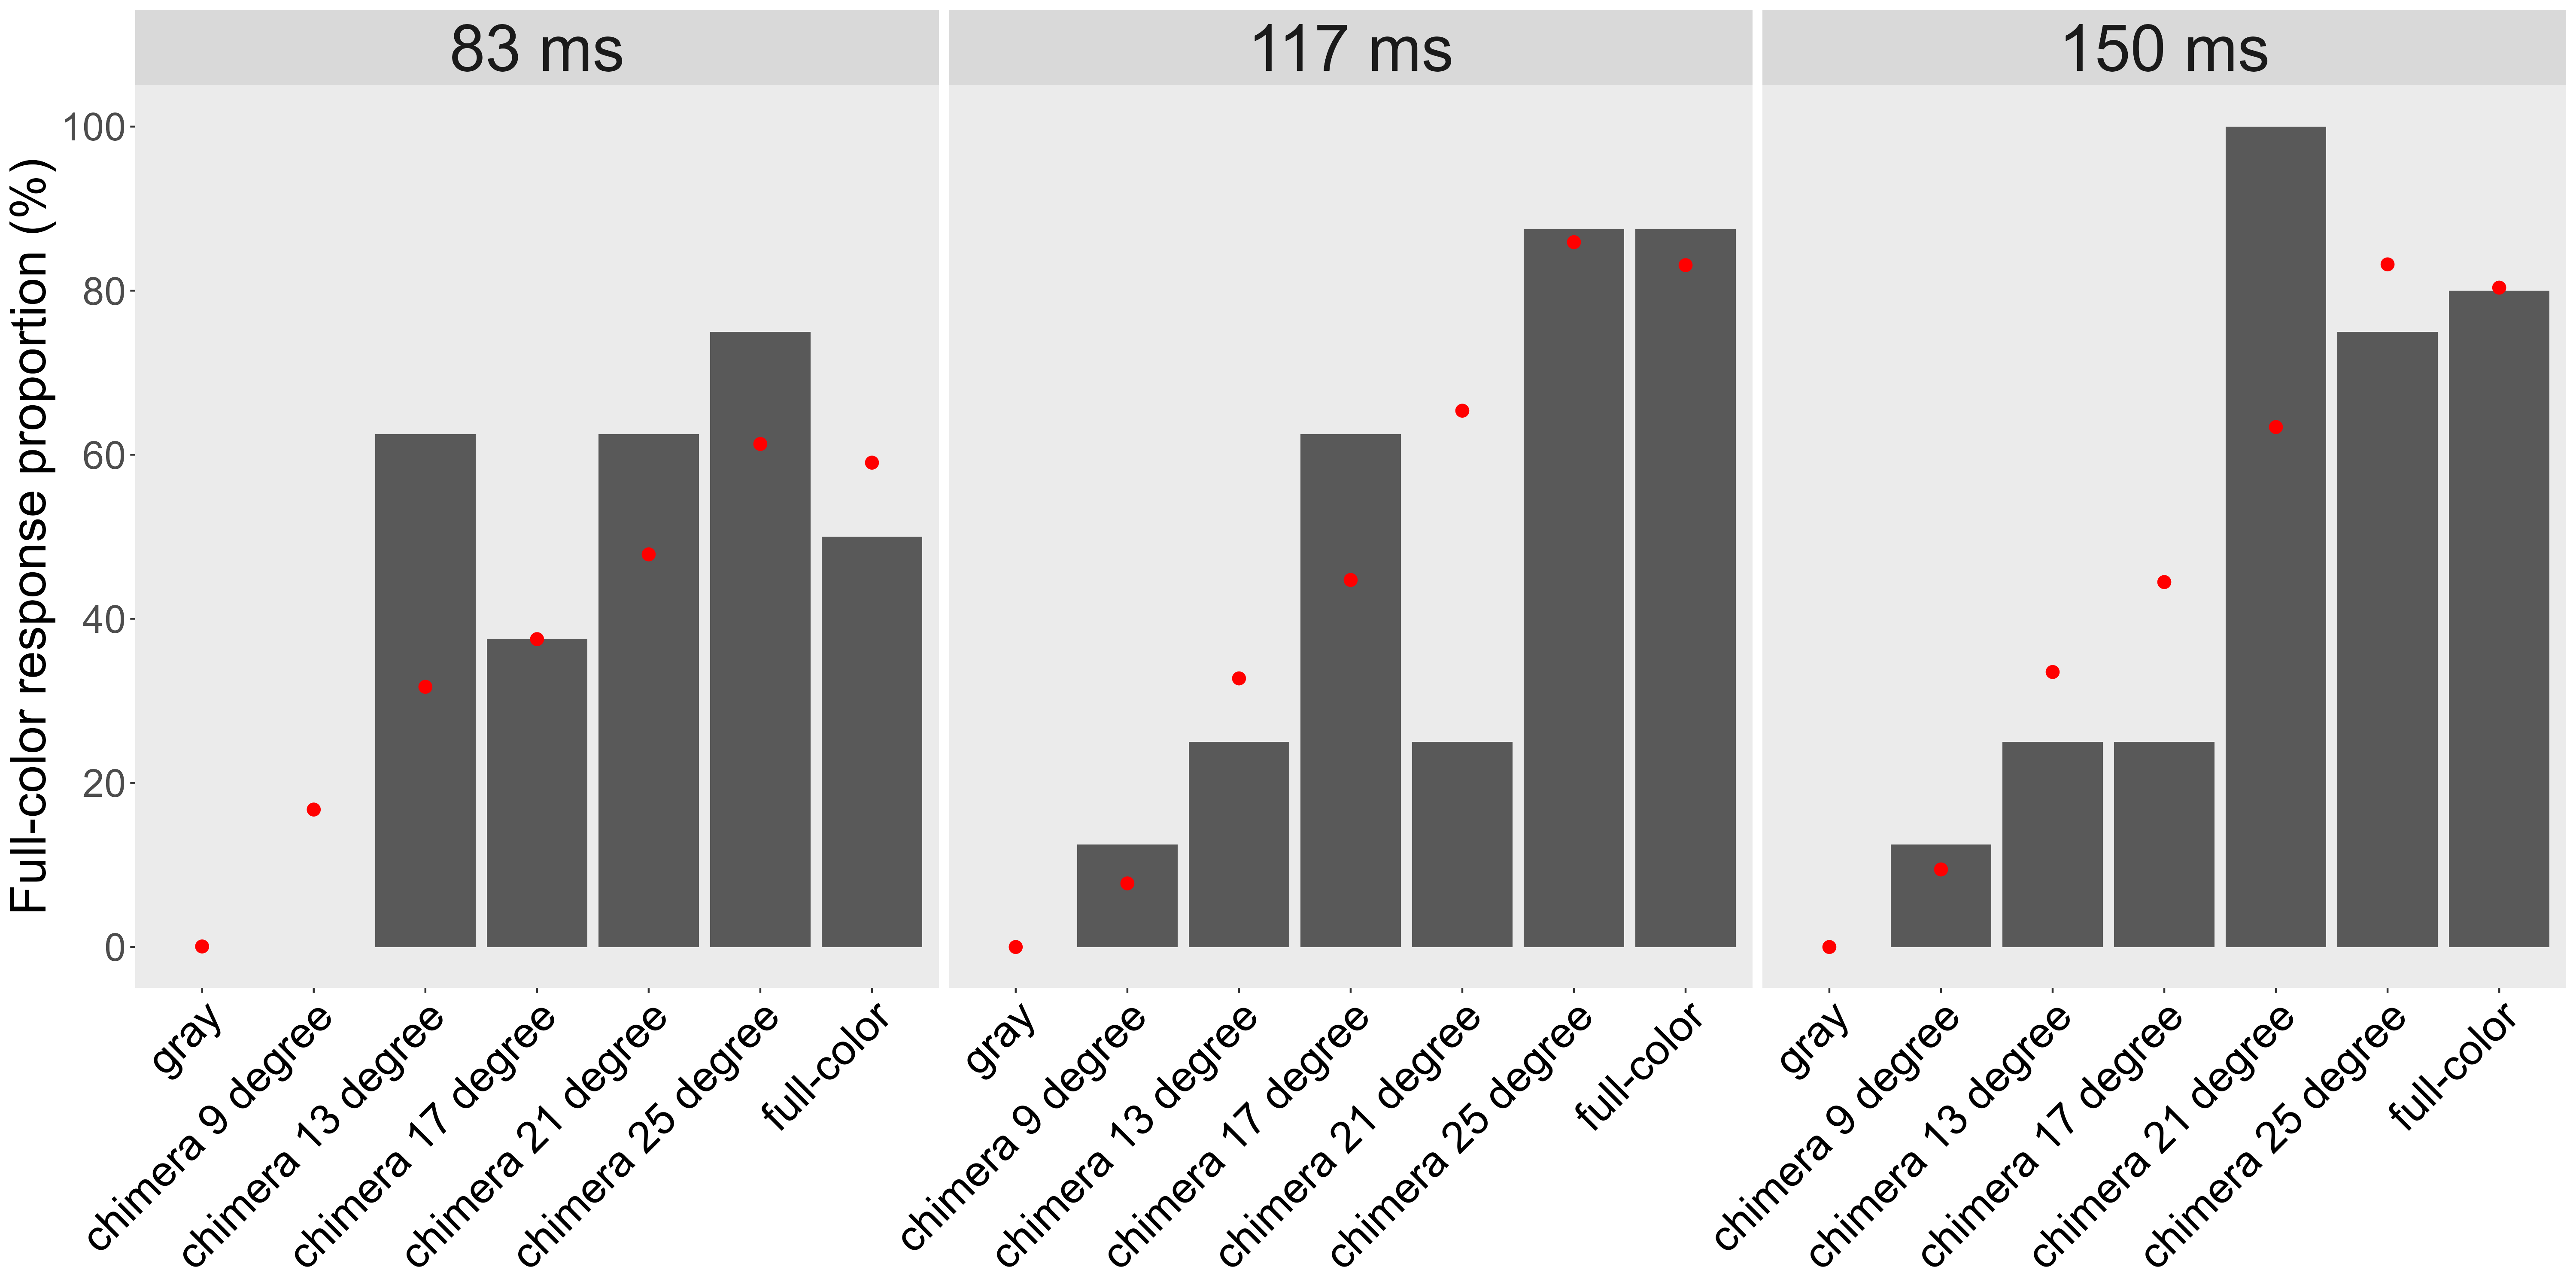 83 ms
117 ms
150 ms
Full-color response proportion (%)
100
80
60
40
20
0
gray
chimera 9 degree
chimera 13 degree
chimera 17 degree
chimera 21 degree
chimera 25 degree
full-color
gray
chimera 9 degree
chimera 13 degree
chimera 17 degree
chimera 21 degree
chimera 25 degree
full-color
gray
chimera 9 degree
chimera 13 degree
chimera 17 degree
chimera 21 degree
chimera 25 degree
full-color